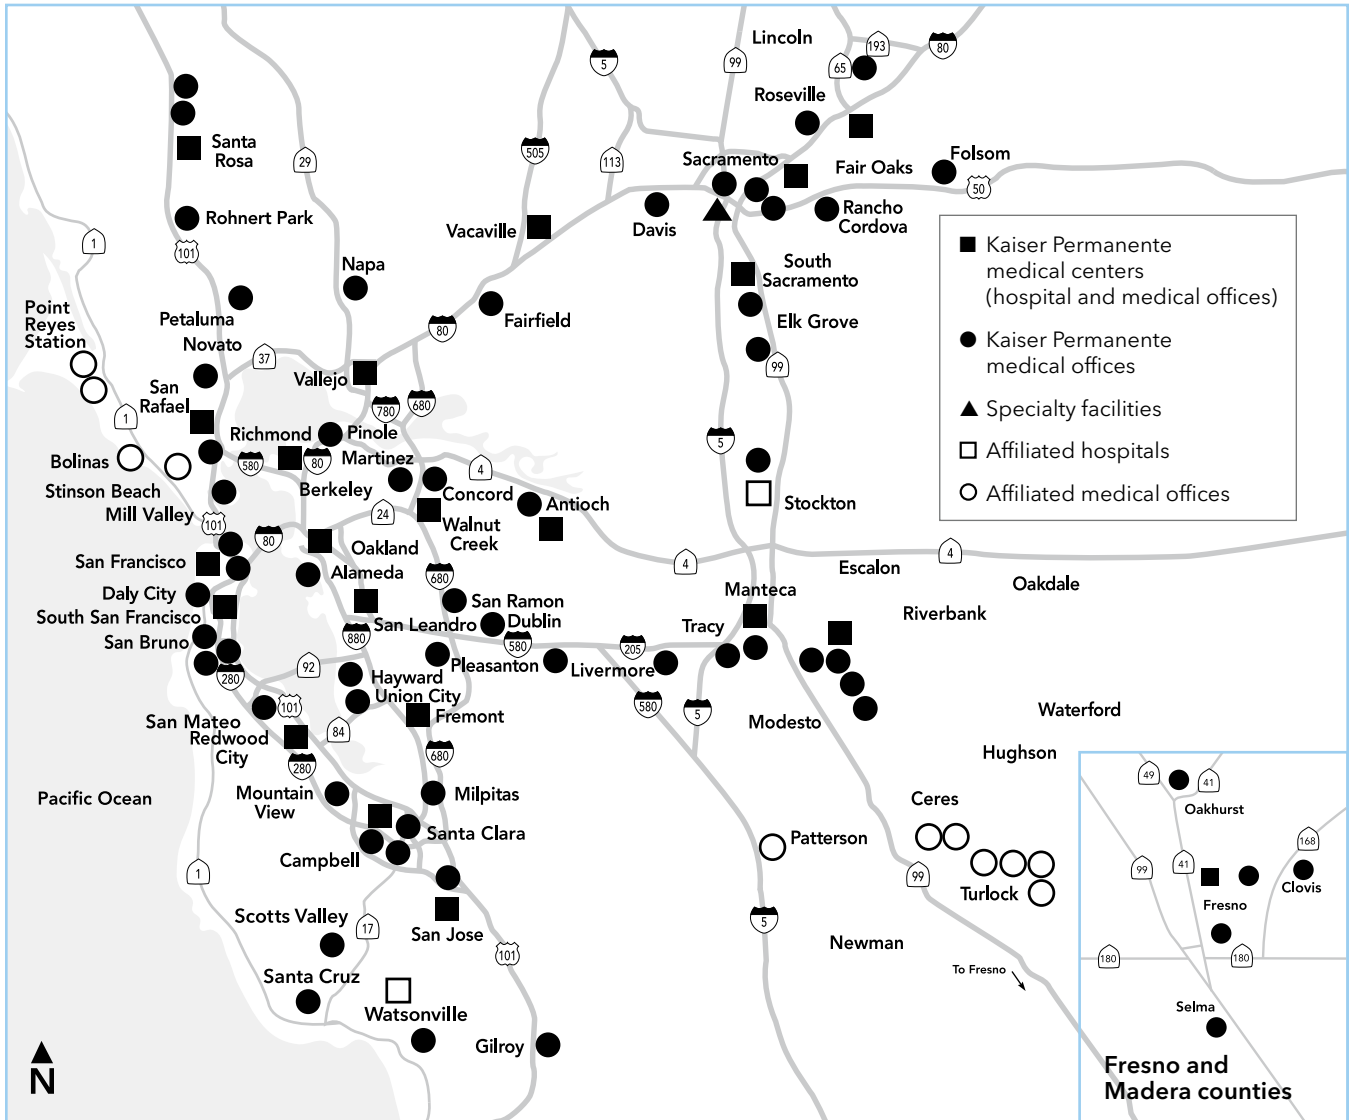 Lincoln
193
80
5
99
65
Roseville
Santa
Rosa
29
505
113
Sacramento
Fair Oaks
Folsom
50
Rohnert Park
Vacaville
Davis
Rancho
Cordova
1
101
Napa
South
Sacramento
Kaiser Permanente
medical centers
(hospital and medical offices)
Kaiser Permanente
medical offices
Specialty facilities
Affiliated hospitals
Affiliated medical offices
Point
Reyes
Station
Petaluma
Novato
80
Fairfield
Elk Grove
37
99
Vallejo
San
Rafael
780
680
1
Richmond
Pinole
5
Bolinas
580
80
Martinez
4
Stinson Beach
Berkeley
Concord
Antioch
Stockton
Mill Valley
101
24
Walnut
Creek
80
San Francisco
Oakland
Alameda
680
4
4
Escalon
Oakdale
Daly City
San Ramon
Manteca
Riverbank
South San Francisco
San Leandro
Dublin
Tracy
San Bruno
880
580
205
92
Pleasanton
Livermore
280
Hayward
Union City
101
580
5
San Mateo
Redwood
City
84
Fremont
Modesto
Waterford
Hughson
280
680
Pacific Ocean
Mountain
View
Milpitas
Ceres
Santa Clara
Patterson
Campbell
1
99
Turlock
Scotts Valley
17
San Jose
5
101
Newman
To Fresno
Santa Cruz
Watsonville
Gilroy
N
49
41
Oakhurst
168
99
41
Clovis
Fresno
180
180
Selma
Fresno and
Madera counties